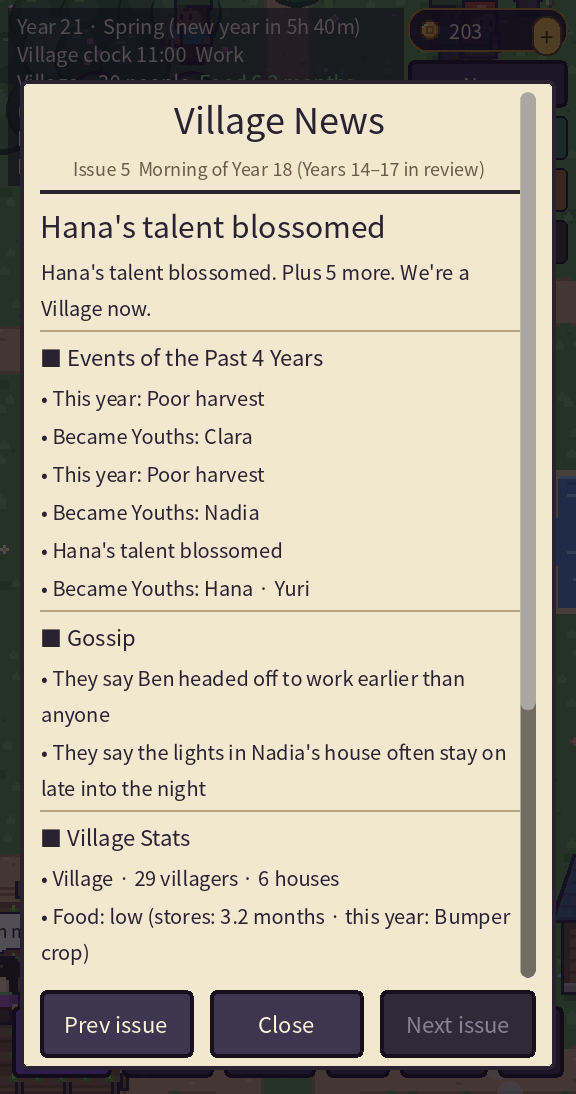 Year 21 · Spring (new year in 5h 40m)
Village clock 11:00 Work
203
+
Village News
Issue 5 Morning of Year 18 (Years 14–17 in review)
Hana's talent blossomed
Hana's talent blossomed. Plus 5 more. We're a
Village now.
■ Events of the Past 4 Years
• This year: Poor harvest
• Became Youths: Clara
• This year: Poor harvest
• Became Youths: Nadia
• Hana's talent blossomed
• Became Youths: Hana · Yuri
■ Gossip
• They say Ben headed off to work earlier than
anyone
• They say the lights in Nadia's house often stay on
late into the night
■ Village Stats
• Village · 29 villagers · 6 houses
• Food: low (stores: 3.2 months · this year: Bumper
crop)
Prev issue
Close
Next issue